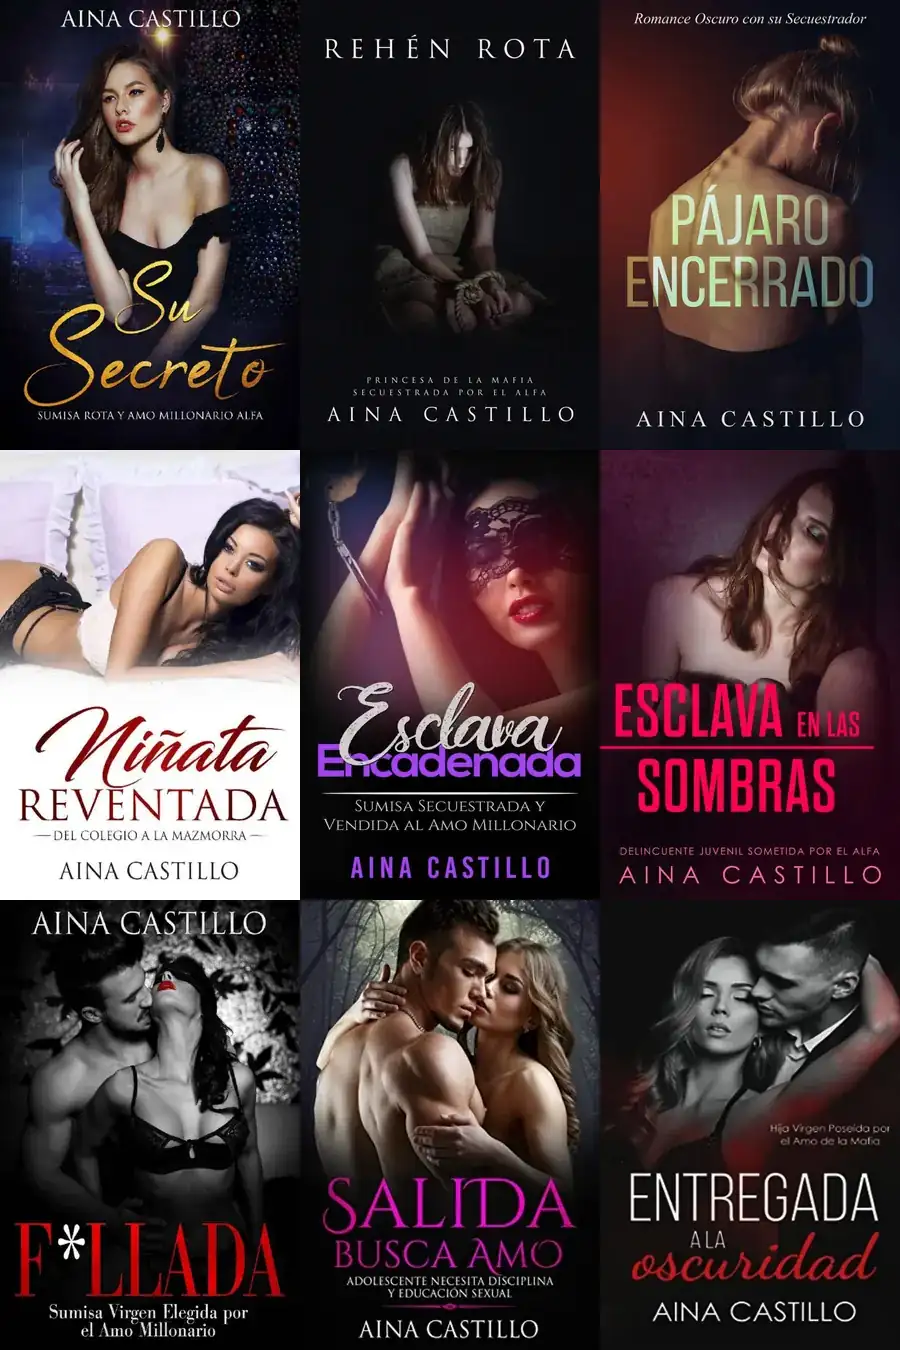 AINA CASTILLO
Su
Secreto
SUMISA ROTA Y AMO MILLONARIO ALFA
REHÉN ROTA
PRINCESA DE LA MAFIA
SECUESTRADA POR EL ALFA
AINA CASTILLO
Romance Oscuro con su Secuestrador
PÁJARO
ENCERRADO
AINA CASTILLO
Niñata
REVENTADA
DEL COLEGIO A LA MAZMORRA
AINA CASTILLO
Esclava
Encadenada
SUMISA SECUESTRADA Y
VENDIDA AL AMO MILLONARIO
AINA CASTILLO
ESCLAVA EN LAS
SOMBRAS
DELINCUENTE JUVENIL SOMETIDA POR EL ALFA
AINA CASTILLO
AINA CASTILLO
F*LLADA
Sumisa Virgen Elegida por
el Amo Millonario
SALIDA
BUSCA AMO
ADOLESCENTE NECESITA DISCIPLINA
Y EDUCACIÓN SEXUAL
AINA CASTILLO
Hija Virgen Poseída por
el Amo de la Mafia
ENTREGADA
A LA
oscuridad
AINA CASTILLO